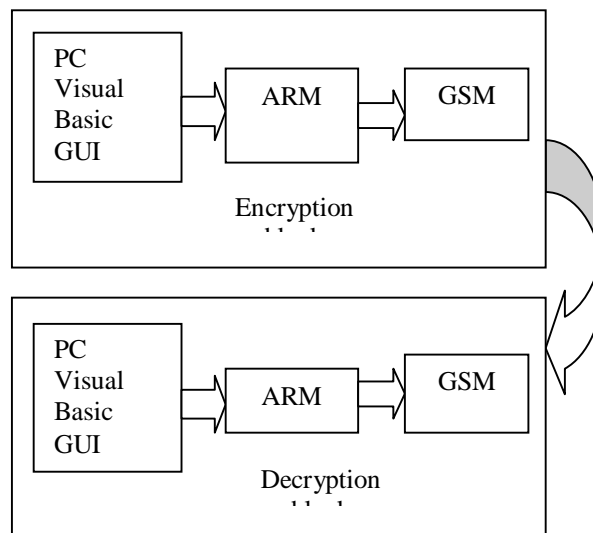 PC
Visual
Basic
GUI
ARM
GSM
Encryption
PC
Visual
Basic
GUI
ARM
GSM
Decryption